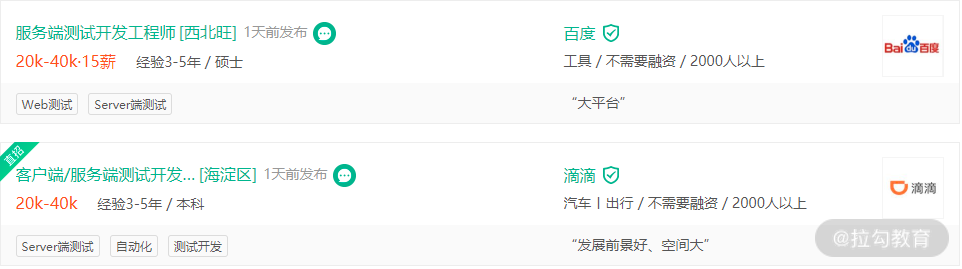 服务端测试开发工程师 [西北旺] 1天前发布
20k-40k·15薪 经验3-5年 / 硕士
百度
工具 / 不需要融资 / 2000人以上
Bai du 百度
Web测试 Server端测试
“大平台”
直招
客户端/服务端测试开发... [海淀区] 1天前发布
20k-40k 经验3-5年 / 本科
滴滴
汽车丨出行 / 不需要融资 / 2000人以上
滴滴
Server端测试 自动化 测试开发
“发展前景好、空间大”
@拉勾教育